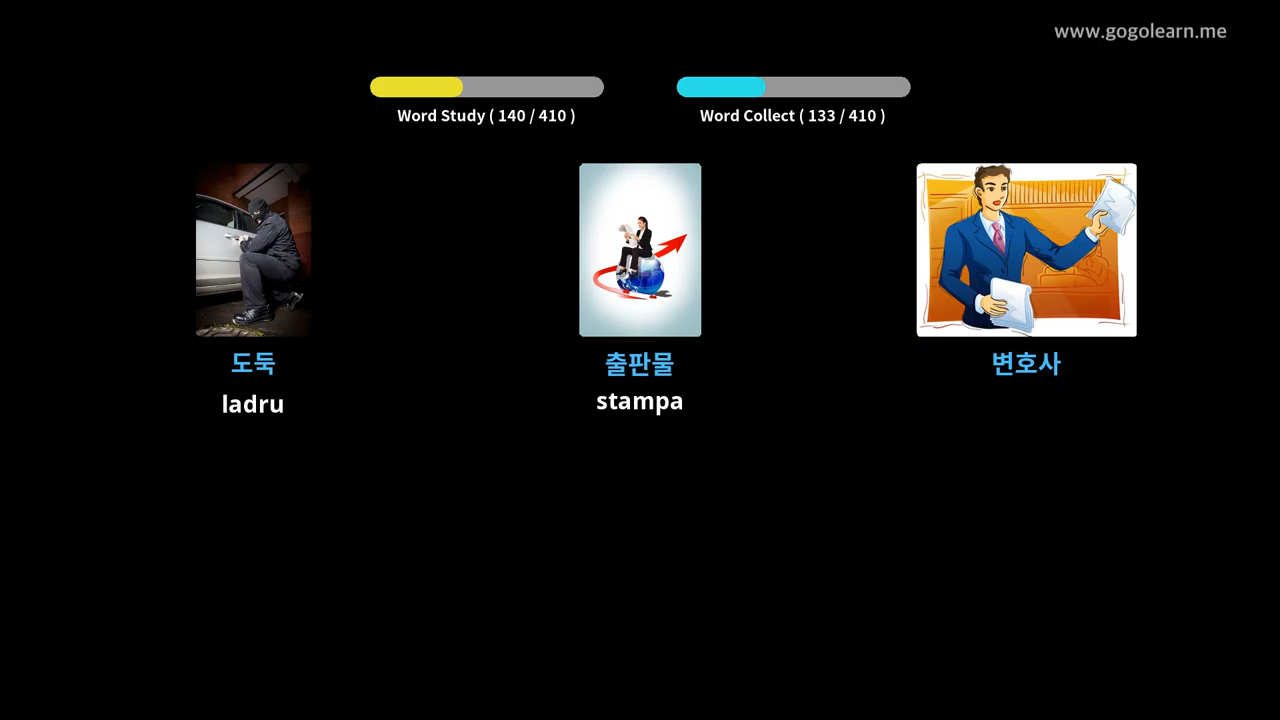 www.gogolearn.me
Word Study ( 140 / 410 )
Word Collect ( 133 / 410 )
도둑
출판물
변호사
ladru
stampa